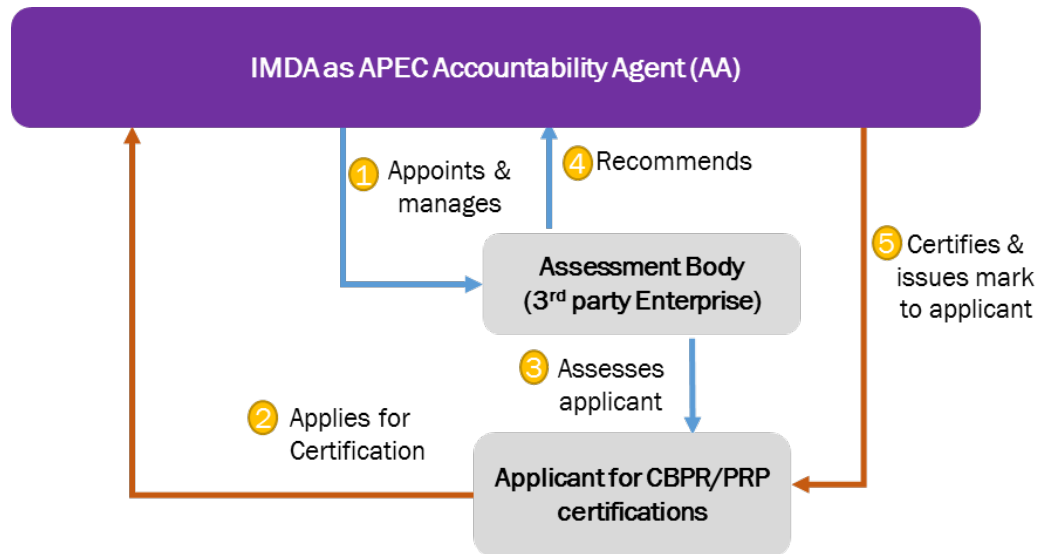 IMDA as APEC Accountability Agent (AA)
1 Appoints &
manages
4 Recommends
Assessment Body
(3rd party Enterprise)
5 Certifies &
issues mark
to applicant
3 Assesses
applicant
2 Applies for
Certification
Applicant for CBPR/PRP
certifications